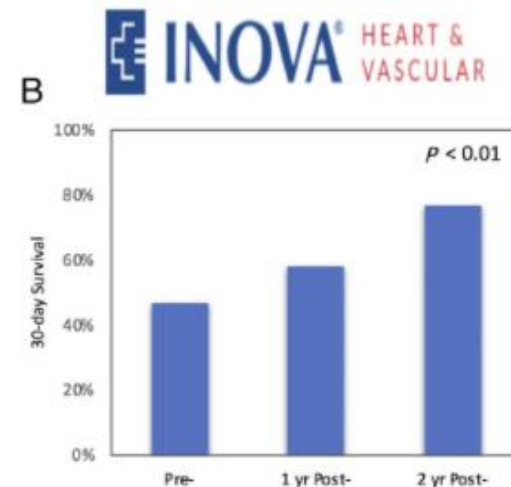 INOVA® HEART &
VASCULAR
B
100%
P < 0.01
80%
60%
40%
20%
0%
30-day Survival
Pre- 1 yr Post- 2 yr Post-